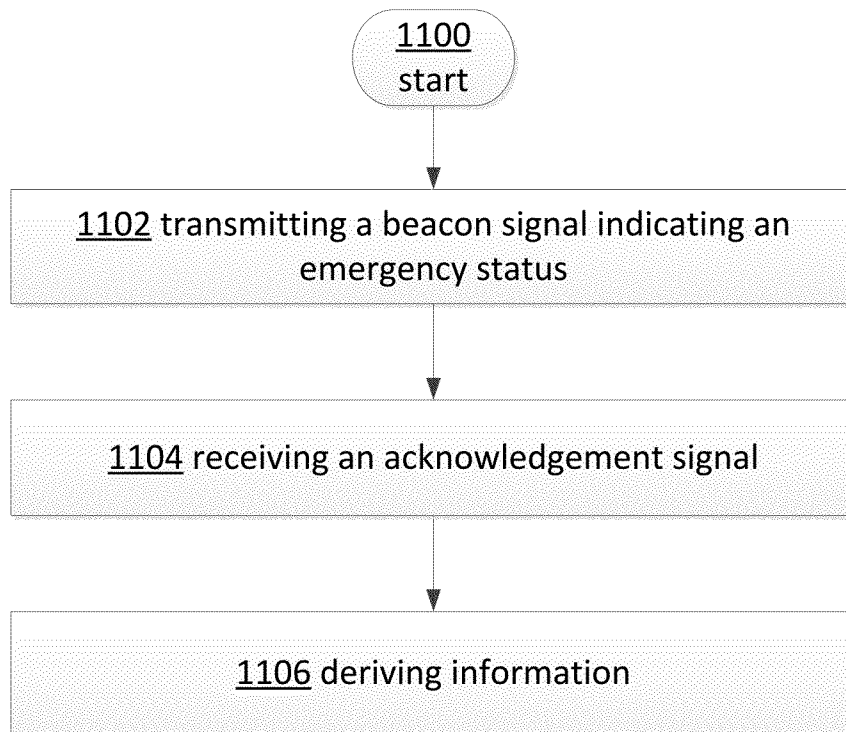 1100
start
1102 transmitting a beacon signal indicating an
emergency status
1104 receiving an acknowledgement signal
1106 deriving information